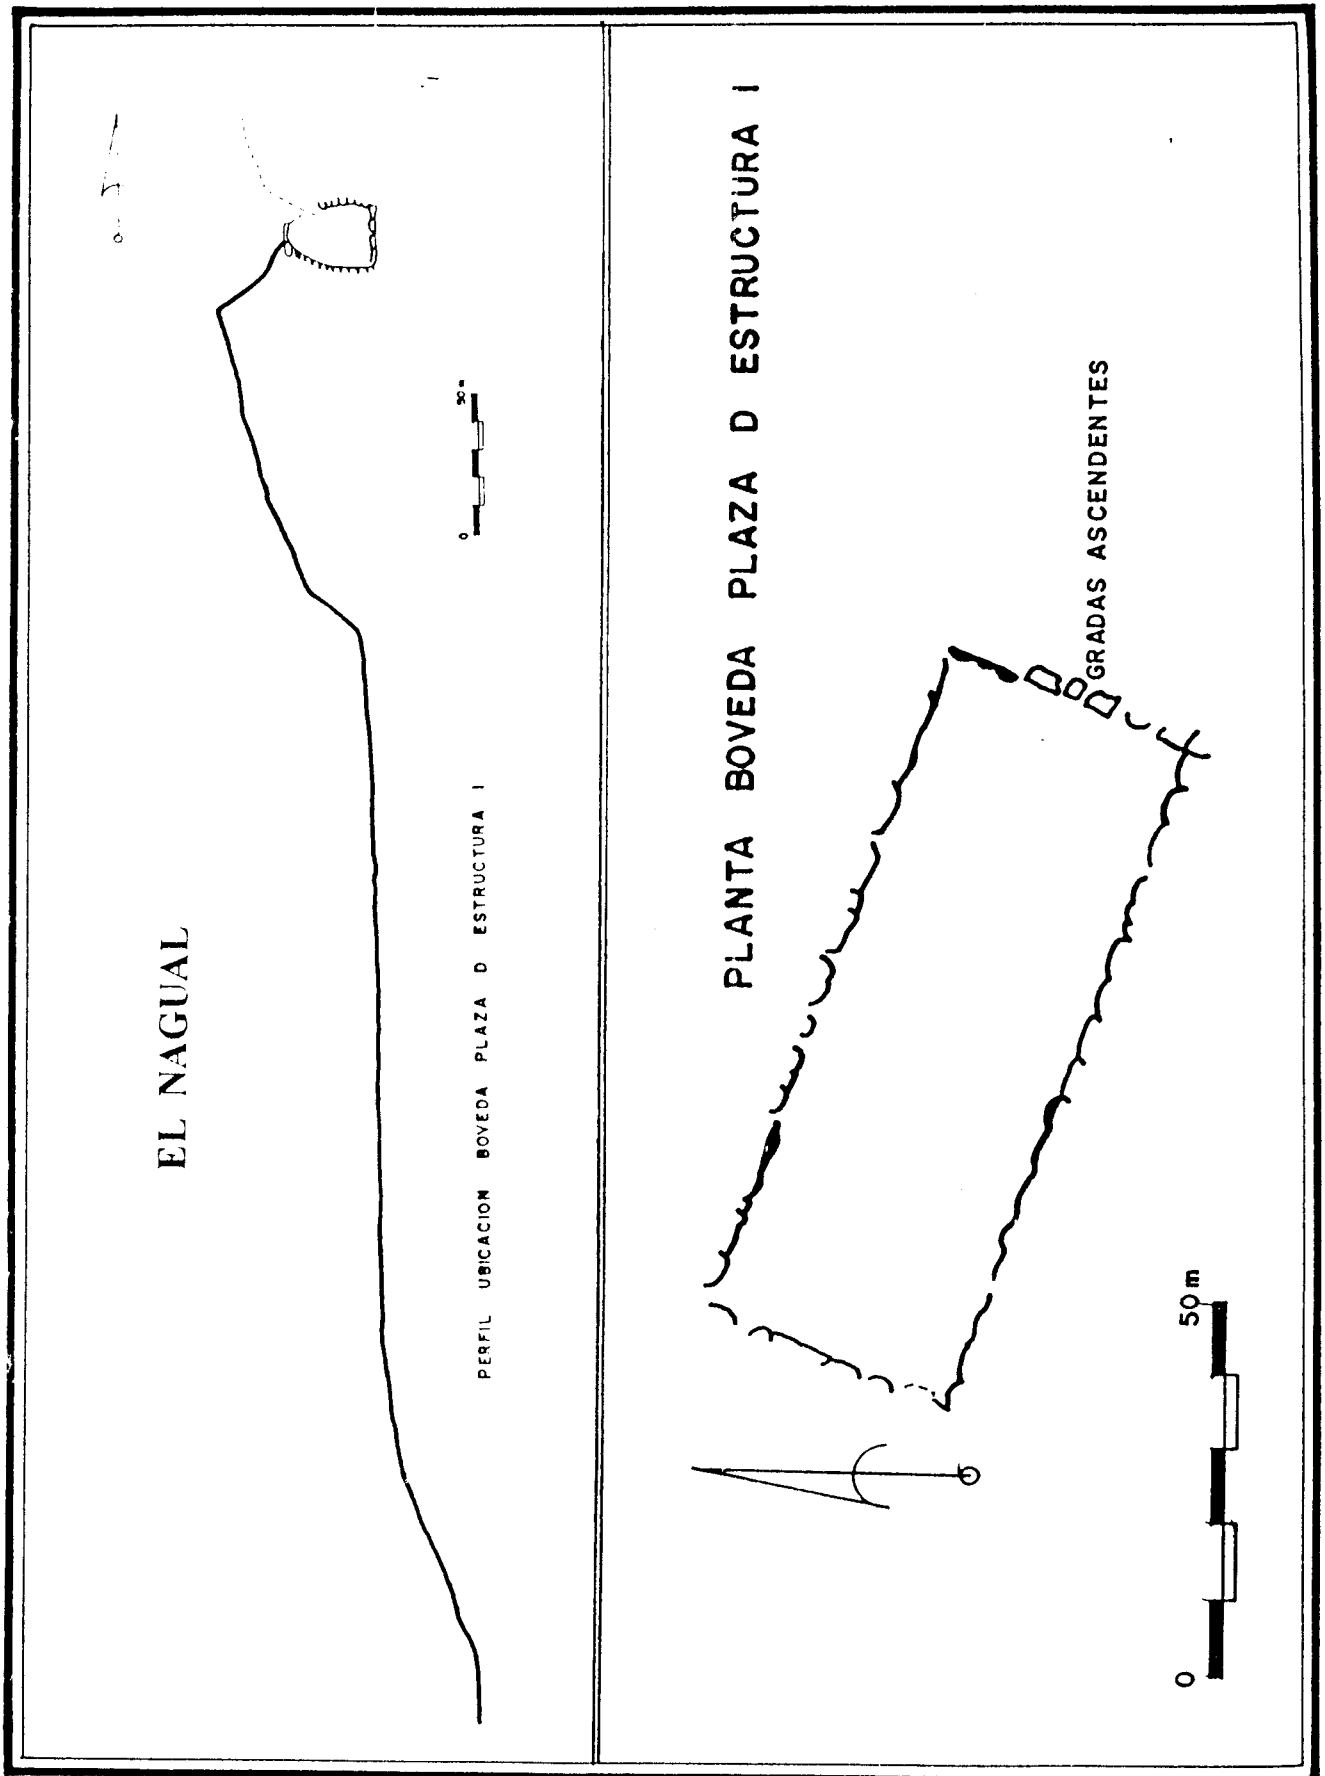 EL NAGUAL
0 50 m
PERFIL UBICACION BOVEDA PLAZA D ESTRUCTURA I
PLANTA BOVEDA PLAZA D ESTRUCTURA I
GRADAS ASCENDENTES
0 50 m